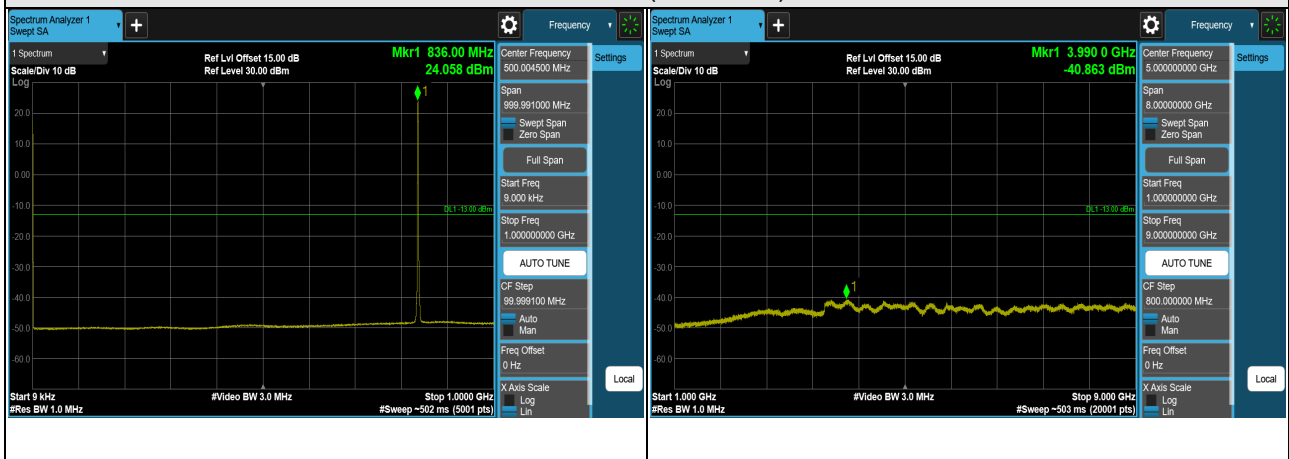 Spectrum Analyzer 1
Swept SA
Frequency
1 Spectrum
Scale/Div 10 dB
Log
Ref Lvl Offset 15.00 dB
Ref Level 30.00 dBm
Mkr1 836.00 MHz
24.058 dBm
1
20.0
10.0
0.00
-10.0
-20.0
-30.0
-40.0
-50.0
-60.0
DL1 -13.00 dBm
Start 9 kHz
#Res BW 1.0 MHz
#Video BW 3.0 MHz
Stop 1.0000 GHz
#Sweep ~502 ms (5001 pts)
Center Frequency
500.004500 MHz
Span
999.991000 MHz
Swept Span
Zero Span
Full Span
Start Freq
9.000 kHz
Stop Freq
1.000000000 GHz
AUTO TUNE
CF Step
99.999100 MHz
Auto
Man
Freq Offset
0 Hz
X Axis Scale
Log
Lin
Settings
Local
Spectrum Analyzer 1
Swept SA
Frequency
1 Spectrum
Scale/Div 10 dB
Log
Ref Lvl Offset 15.00 dB
Ref Level 30.00 dBm
Mkr1 3.990 0 GHz
-40.863 dBm
1
20.0
10.0
0.00
-10.0
-20.0
-30.0
-40.0
-50.0
-60.0
DL1 -13.00 dBm
Start 1.000 GHz
#Res BW 1.0 MHz
#Video BW 3.0 MHz
Stop 9.000 GHz
#Sweep ~503 ms (20001 pts)
Center Frequency
5.000000000 GHz
Span
8.00000000 GHz
Swept Span
Zero Span
Full Span
Start Freq
1.000000000 GHz
Stop Freq
9.000000000 GHz
AUTO TUNE
CF Step
800.000000 MHz
Auto
Man
Freq Offset
0 Hz
X Axis Scale
Log
Lin
Settings
Local